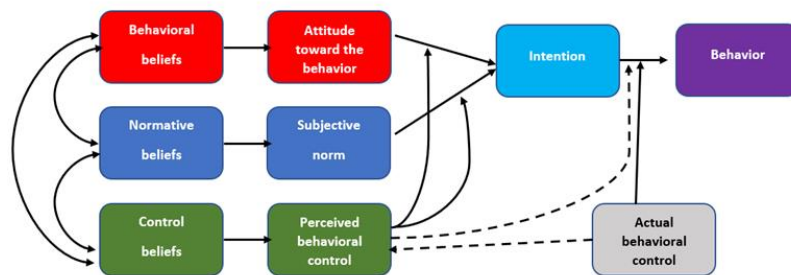 Behavioral
beliefs
Attitude
toward the
behavior
Intention
Behavior
Normative
beliefs
Subjective
norm
Control
beliefs
Perceived
behavioral
control
Actual
behavioral
control